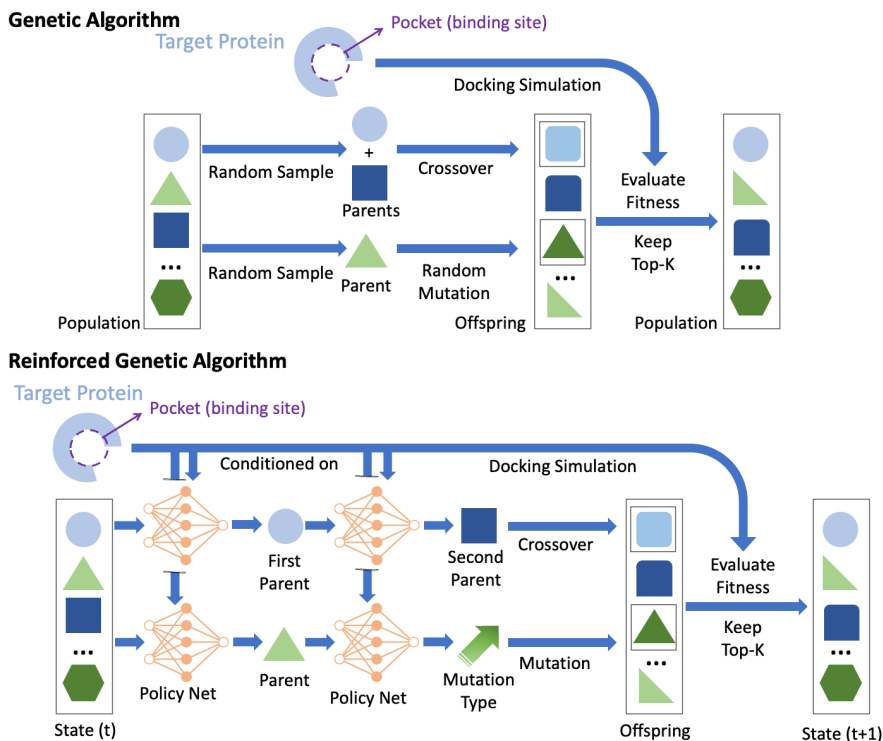 Genetic Algorithm
Target Protein
Pocket (binding site)
Docking Simulation
Random Sample
+
Parents
Crossover
Evaluate
Fitness
Keep
Top-K
...
Random Sample
Parent
Random
Mutation
...
...
Population
Offspring
Population
Reinforced Genetic Algorithm
Target Protein
Pocket (binding site)
Conditioned on
Docking Simulation
First
Parent
Second
Parent
Crossover
Evaluate
Fitness
Keep
Top-K
...
Policy Net
Parent
Policy Net
Mutation
Type
Mutation
...
...
State (t)
Offspring
State (t+1)